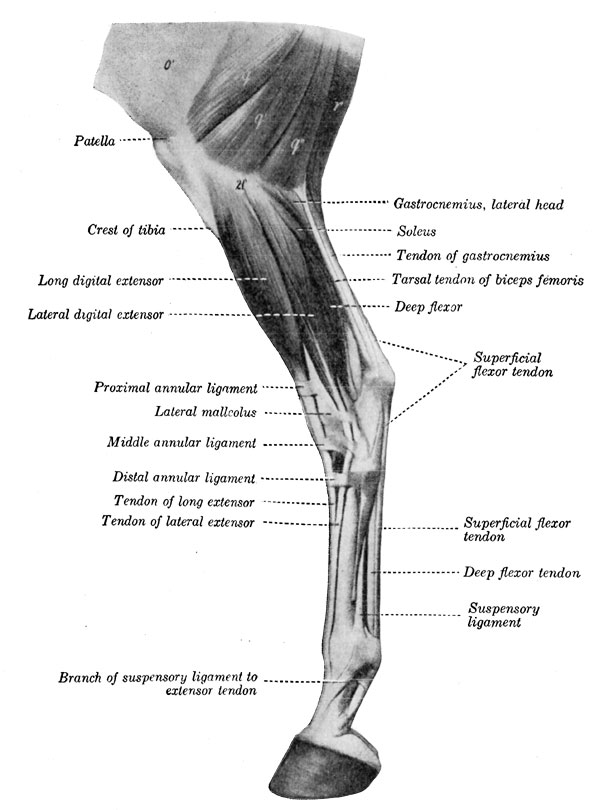 o'
q
q'
q''
r
Patella
2f
Gastrocnemius, lateral head
Crest of tibia
Soleus
Tendon of gastrocnemius
Long digital extensor
Tarsal tendon of biceps femoris
Lateral digital extensor
Deep flexor
Superficial
flexor tendon
Proximal annular ligament
Lateral malleolus
Middle annular ligament
Distal annular ligament
Tendon of long extensor
Tendon of lateral extensor
Superficial flexor
tendon
Deep flexor tendon
Suspensory
ligament
Branch of suspensory ligament to
extensor tendon